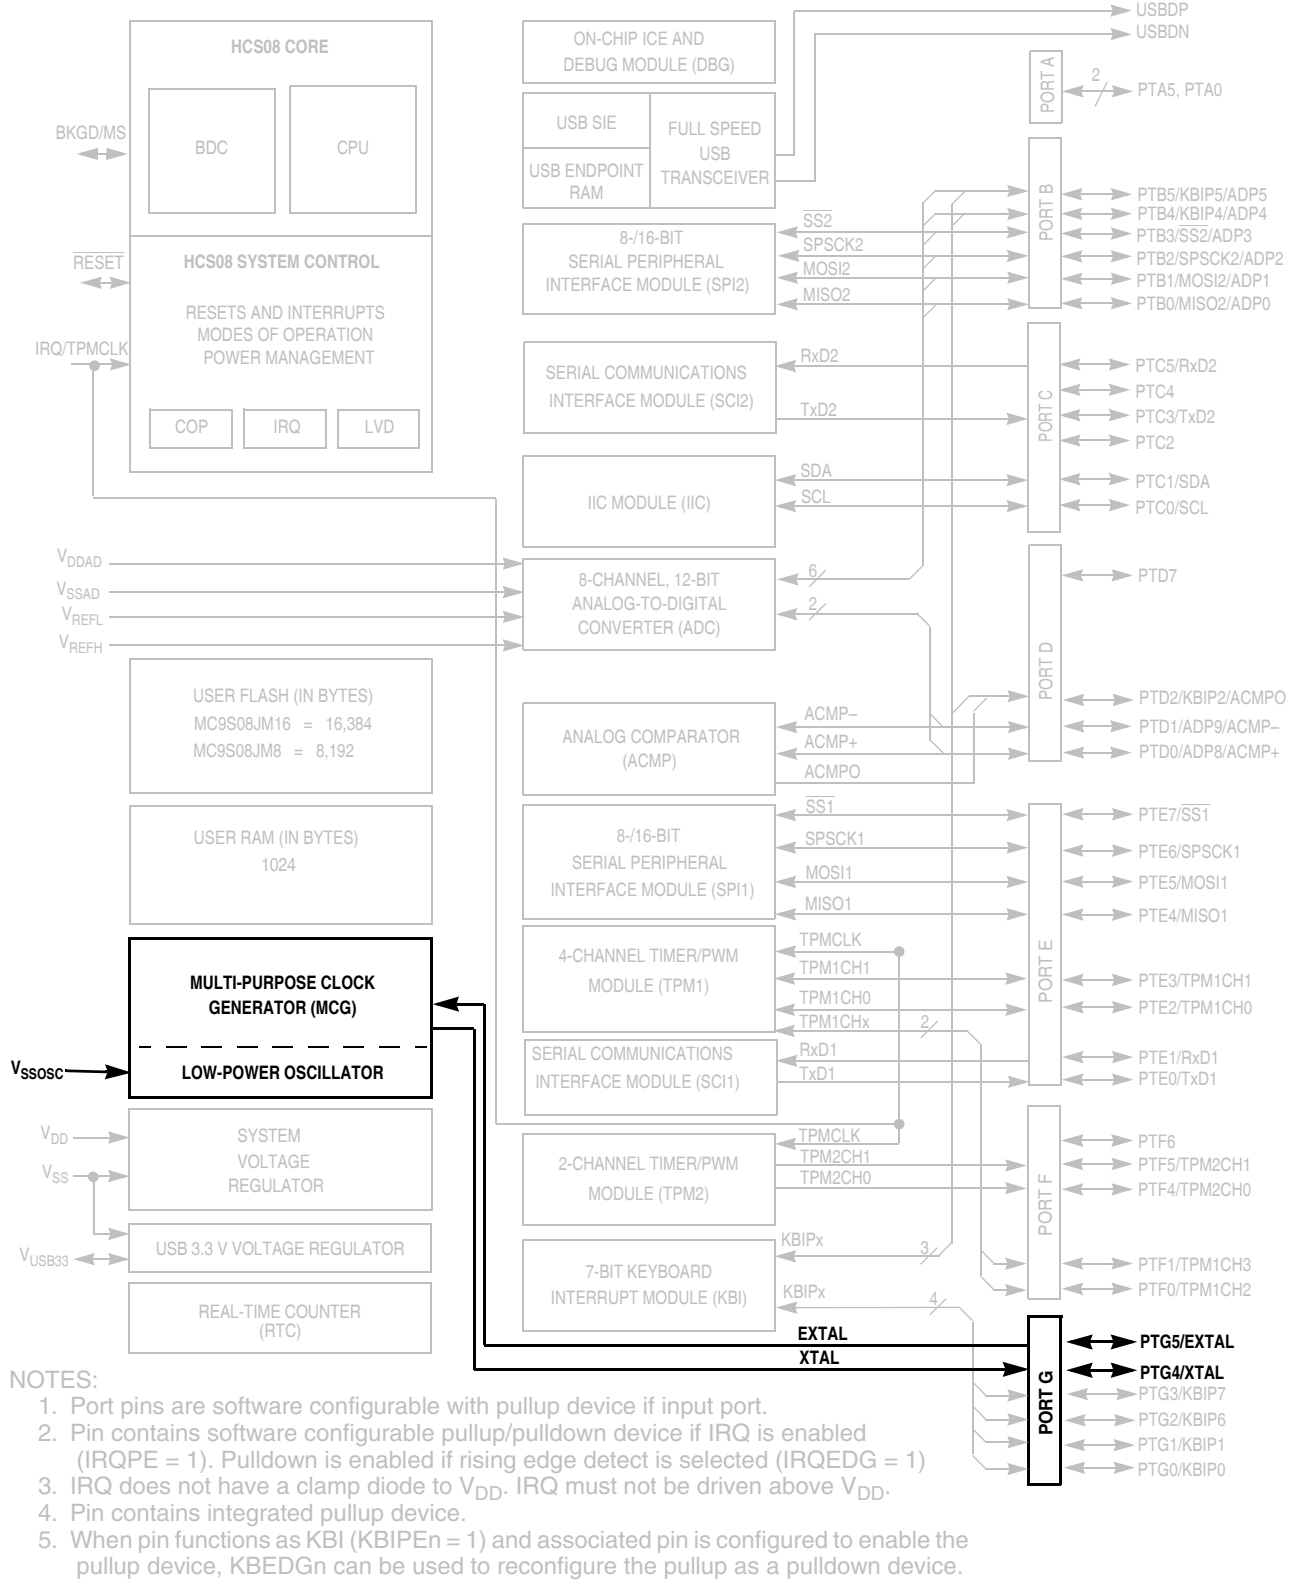 HCS08 CORE
BDC
CPU
BKGD/MS
RESET
HCS08 SYSTEM CONTROL
RESETS AND INTERRUPTS
MODES OF OPERATION
POWER MANAGEMENT
IRQ/TPMCLK
COP
IRQ
LVD
VDDAD
VSSAD
VREFL
VREFH
USER FLASH (IN BYTES)
MC9S08JM16 = 16,384
MC9S08JM8 = 8,192
USER RAM (IN BYTES)
1024
MULTI-PURPOSE CLOCK
GENERATOR (MCG)
LOW-POWER OSCILLATOR
VSSOSC
VDD
VSS
SYSTEM
VOLTAGE
REGULATOR
VUSB33
USB 3.3 V VOLTAGE REGULATOR
REAL-TIME COUNTER
(RTC)
ON-CHIP ICE AND
DEBUG MODULE (DBG)
USB SIE
USB ENDPOINT
RAM
FULL SPEED
USB
TRANSCEIVER
8-/16-BIT
SERIAL PERIPHERAL
INTERFACE MODULE (SPI2)
SS2
SPSCK2
MOSI2
MISO2
SERIAL COMMUNICATIONS
INTERFACE MODULE (SCI2)
RxD2
TxD2
IIC MODULE (IIC)
SDA
SCL
8-CHANNEL, 12-BIT
ANALOG-TO-DIGITAL
CONVERTER (ADC)
6
2
ANALOG COMPARATOR
(ACMP)
ACMP–
ACMP+
ACMPO
8-/16-BIT
SERIAL PERIPHERAL
INTERFACE MODULE (SPI1)
SS1
SPSCK1
MOSI1
MISO1
4-CHANNEL TIMER/PWM
MODULE (TPM1)
TPMCLK
TPM1CH1
TPM1CH0
TPM1CHx
2
SERIAL COMMUNICATIONS
INTERFACE MODULE (SCI1)
RxD1
TxD1
2-CHANNEL TIMER/PWM
MODULE (TPM2)
TPMCLK
TPM2CH1
TPM2CH0
7-BIT KEYBOARD
INTERRUPT MODULE (KBI)
KBIPx
3
KBIPx
4
EXTAL
XTAL
USBDP
USBDN
PORT A
2
PTA5, PTA0
PORT B
PTB5/KBIP5/ADP5
PTB4/KBIP4/ADP4
PTB3/SS2/ADP3
PTB2/SPSCK2/ADP2
PTB1/MOSI2/ADP1
PTB0/MISO2/ADP0
PORT C
PTC5/RxD2
PTC4
PTC3/TxD2
PTC2
PTC1/SDA
PTC0/SCL
PORT D
PTD7
PTD2/KBIP2/ACMPO
PTD1/ADP9/ACMP–
PTD0/ADP8/ACMP+
PORT E
PTE7/SS1
PTE6/SPSCK1
PTE5/MOSI1
PTE4/MISO1
PTE3/TPM1CH1
PTE2/TPM1CH0
PTE1/RxD1
PTE0/TxD1
PORT F
PTF6
PTF5/TPM2CH1
PTF4/TPM2CH0
PTF1/TPM1CH3
PTF0/TPM1CH2
PORT G
PTG5/EXTAL
PTG4/XTAL
PTG3/KBIP7
PTG2/KBIP6
PTG1/KBIP1
PTG0/KBIP0
NOTES:
1. Port pins are software configurable with pullup device if input port.
2. Pin contains software configurable pullup/pulldown device if IRQ is enabled
(IRQPE = 1). Pulldown is enabled if rising edge detect is selected (IRQEDG = 1)
3. IRQ does not have a clamp diode to VDD. IRQ must not be driven above VDD.
4. Pin contains integrated pullup device.
5. When pin functions as KBI (KBIPEn = 1) and associated pin is configured to enable the
pullup device, KBEDGn can be used to reconfigure the pullup as a pulldown device.